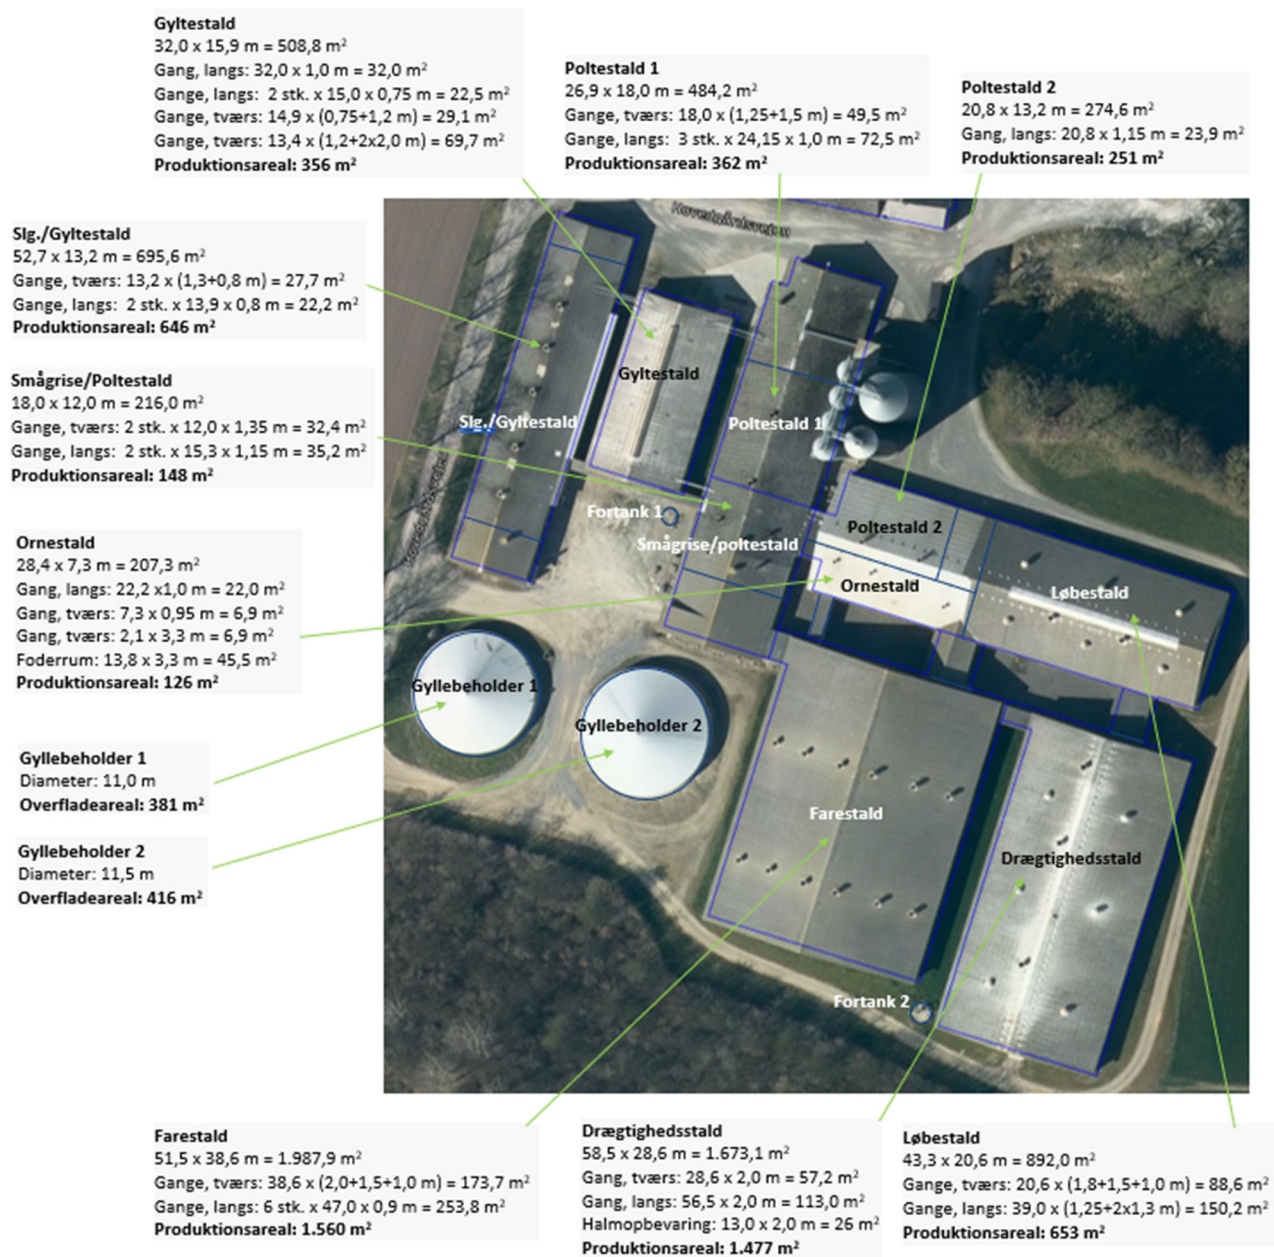 Gyltestald
32,0 x 15,9 m = 508,8 m²
Gang, langs: 32,0 x 1,0 m = 32,0 m²
Gange, langs: 2 stk. x 15,0 x 0,75 m = 22,5 m²
Gange, tværs: 14,9 x (0,75+1,2 m) = 29,1 m²
Gange, tværs: 13,4 x (1,2+2x2,0 m) = 69,7 m²
Produktionsareal: 356 m²
Poltestald 1
26,9 x 18,0 m = 484,2 m²
Gange, tværs: 18,0 x (1,25+1,5 m) = 49,5 m²
Gange, langs: 3 stk. x 24,15 x 1,0 m = 72,5 m²
Produktionsareal: 362 m²
Poltestald 2
20,8 x 13,2 m = 274,6 m²
Gang, langs: 20,8 x 1,15 m = 23,9 m²
Produktionsareal: 251 m²
Slg./Gyltestald
52,7 x 13,2 m = 695,6 m²
Gange, tværs: 13,2 x (1,3+0,8 m) = 27,7 m²
Gange, langs: 2 stk. x 13,9 x 0,8 m = 22,2 m²
Produktionsareal: 646 m²
Smågrise/Poltestald
18,0 x 12,0 m = 216,0 m²
Gange, tværs: 2 stk. x 12,0 x 1,35 m = 32,4 m²
Gange, langs: 2 stk. x 15,3 x 1,15 m = 35,2 m²
Produktionsareal: 148 m²
Ornestald
28,4 x 7,3 m = 207,3 m²
Gang, langs: 22,2 x1,0 m = 22,0 m²
Gang, tværs: 7,3 x 0,95 m = 6,9 m²
Gang, tværs: 2,1 x 3,3 m = 6,9 m²
Foderrum: 13,8 x 3,3 m = 45,5 m²
Produktionsareal: 126 m²
Gyllebeholder 1
Diameter: 11,0 m
Overfladeareal: 381 m²
Gyllebeholder 2
Diameter: 11,5 m
Overfladeareal: 416 m²
Gyltestald
Slg./Gyltestald
Poltestald 1
Fortank 1
Poltestald 2
Smågrise/poltestald
Ornestald
Løbestald
Gyllebeholder 1
Gyllebeholder 2
Farestald
Drægtighedsstald
Fortank 2
Farestald
51,5 x 38,6 m = 1.987,9 m²
Gange, tværs: 38,6 x (2,0+1,5+1,0 m) = 173,7 m²
Gange, langs: 6 stk. x 47,0 x 0,9 m = 253,8 m²
Produktionsareal: 1.560 m²
Drægtighedsstald
58,5 x 28,6 m = 1.673,1 m²
Gang, tværs: 28,6 x 2,0 m = 57,2 m²
Gang, langs: 56,5 x 2,0 m = 113,0 m²
Halmopbevaring: 13,0 x 2,0 m = 26 m²
Produktionsareal: 1.477 m²
Løbestald
43,3 x 20,6 m = 892,0 m²
Gange, tværs: 20,6 x (1,8+1,5+1,0 m) = 88,6 m²
Gange, langs: 39,0 x (1,25+2x1,3 m) = 150,2 m²
Produktionsareal: 653 m²